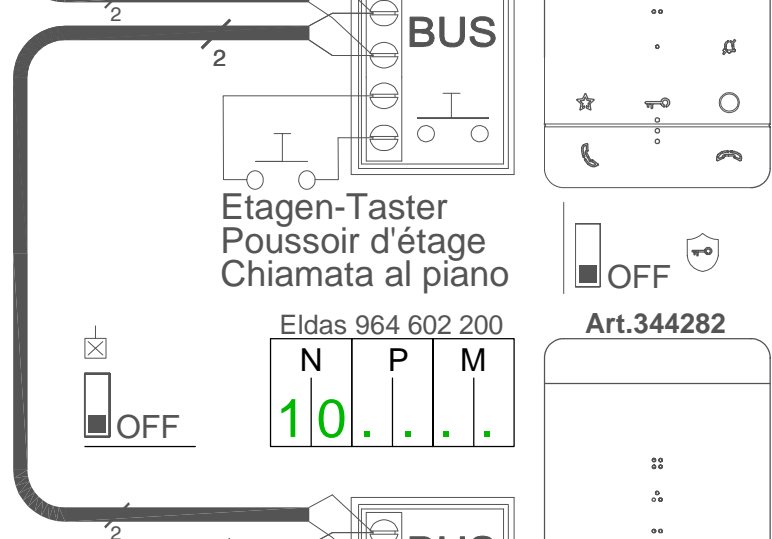 2
2
BUS
Etagen-Taster
Poussoir d'étage
Chiamata al piano
OFF
Eldas 964 602 200
Art.344282
N P M
10. . . .
OFF
2
BUS